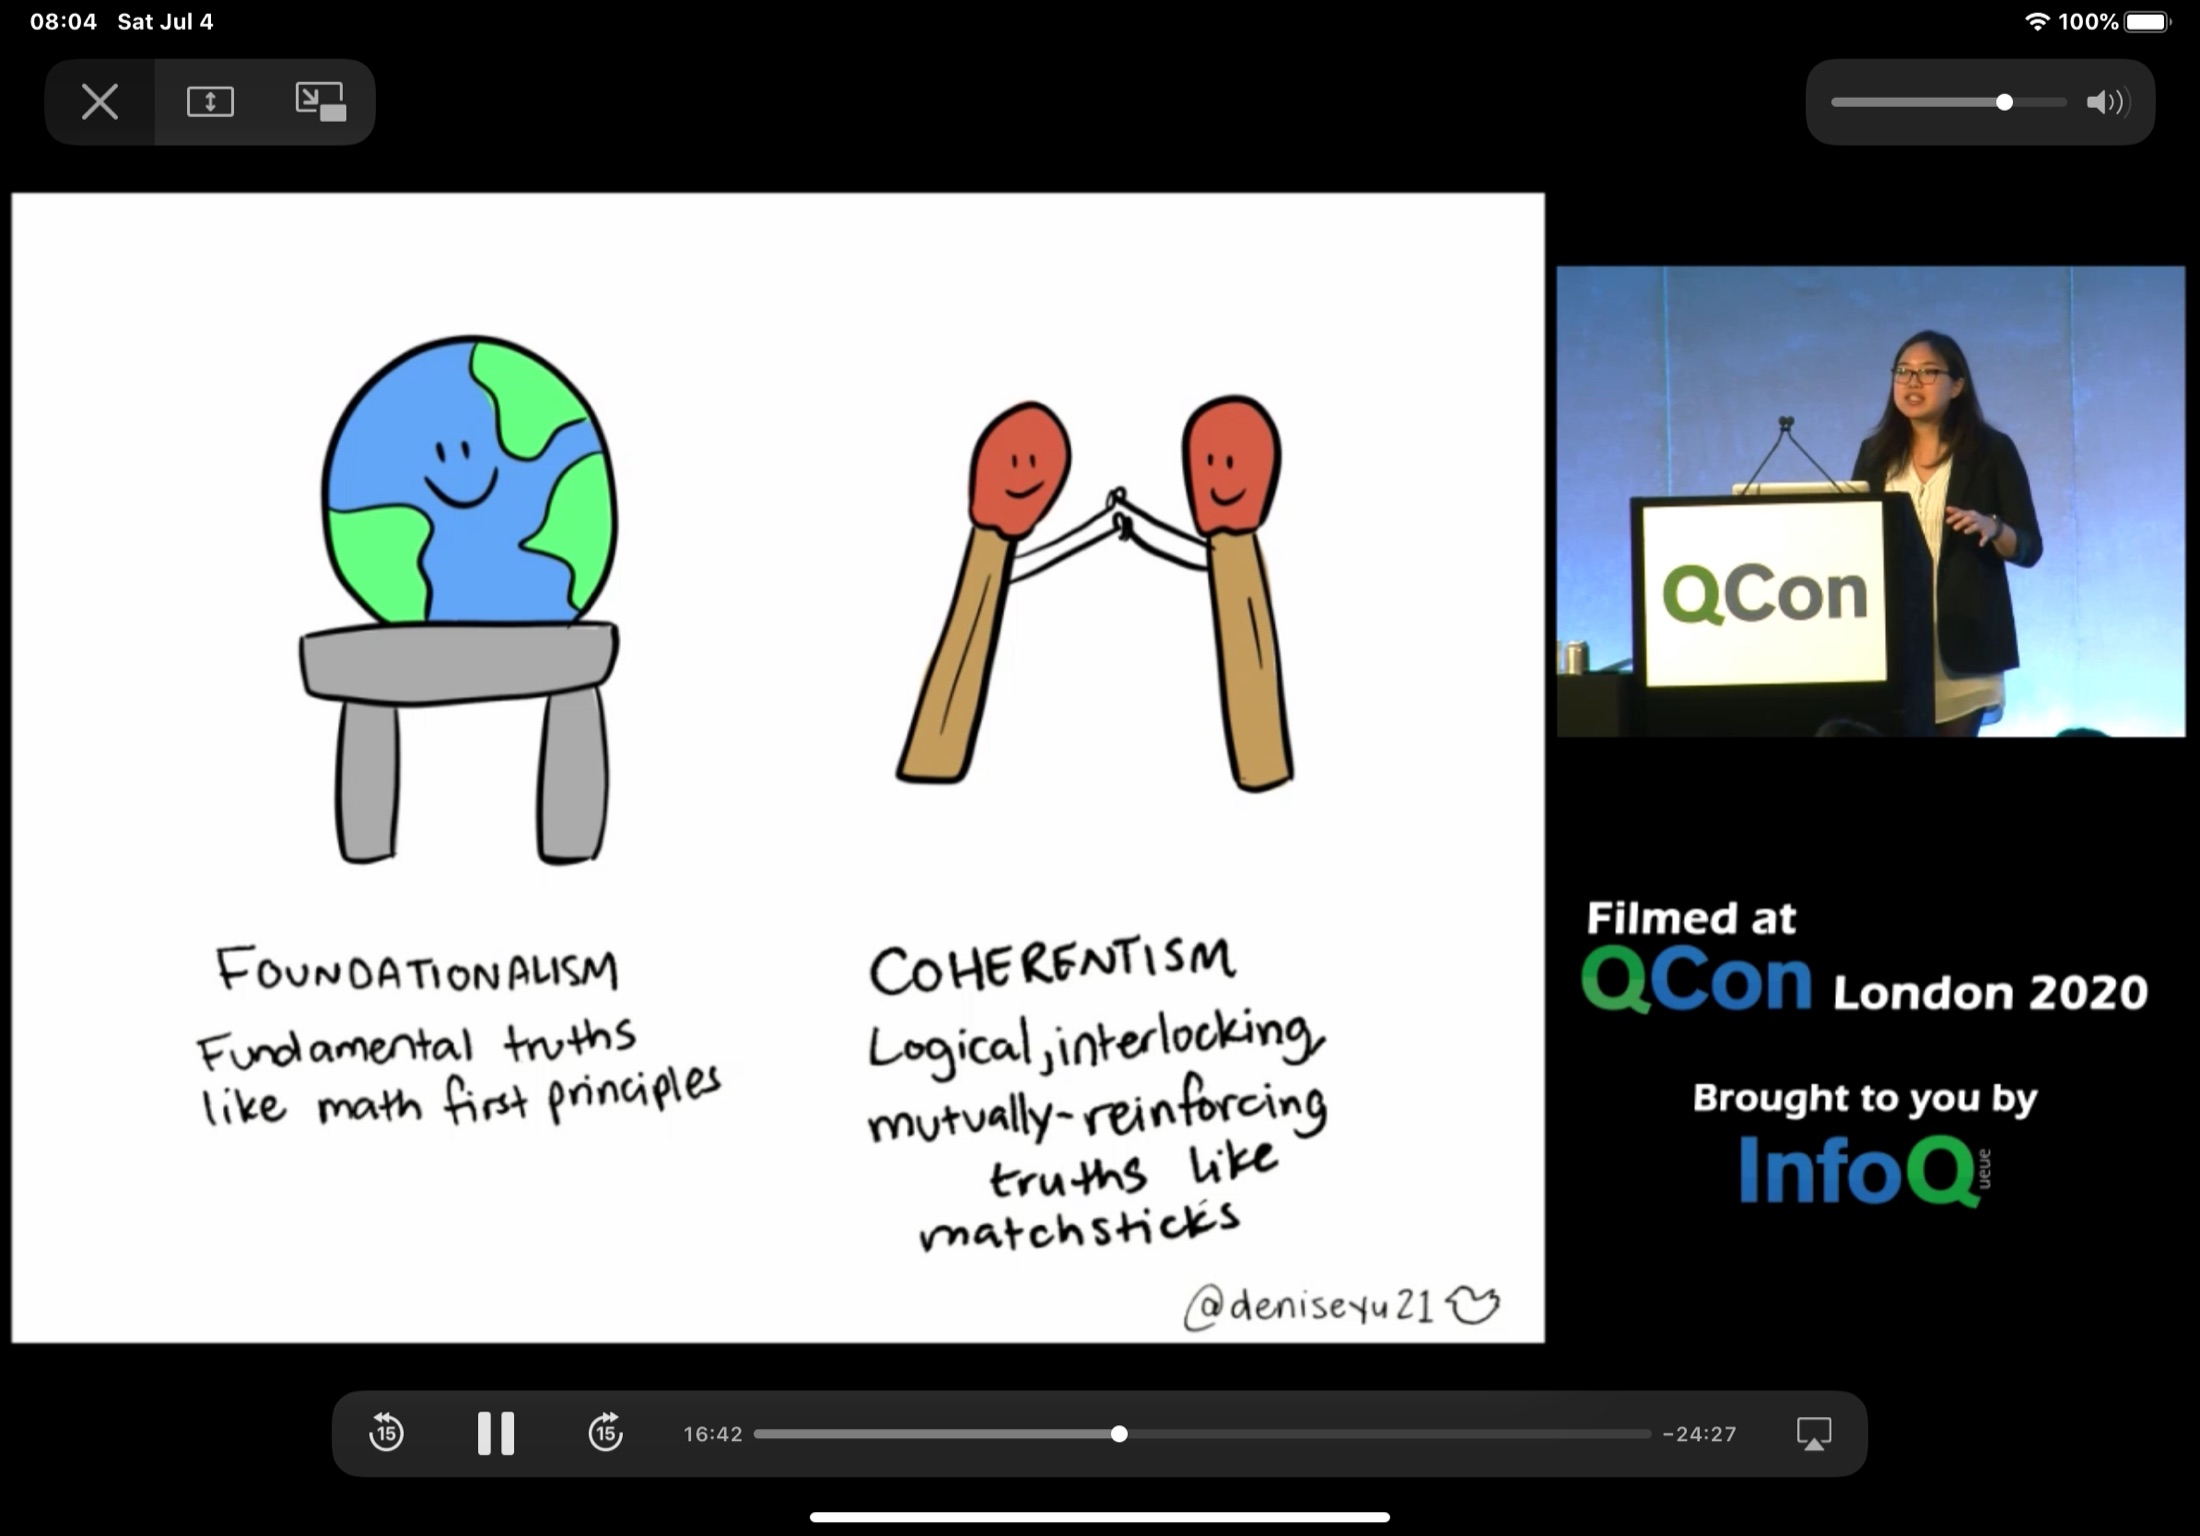 08:04 Sat Jul 4
100%
FOUNDATIONALISM
Fundamental truths
like math first principles
COHERENTISM
Logical, interlocking,
mutually-reinforcing
truths like
matchsticks
@deniseyu21
QCon
Filmed at
QCon London 2020
Brought to you by
InfoQ
ueue
15
15
16:42
-24:27